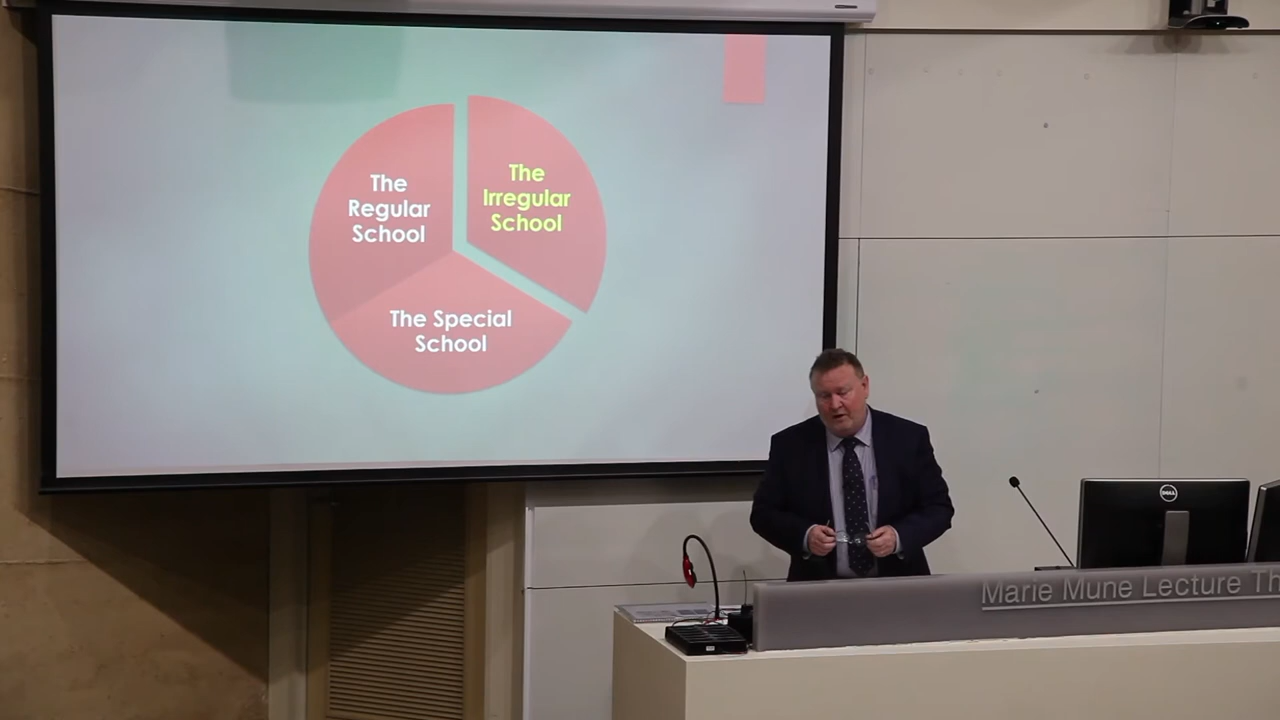 The
Regular
School
The
Irregular
School
The Special
School
DELL
Marie Mune Lecture Th